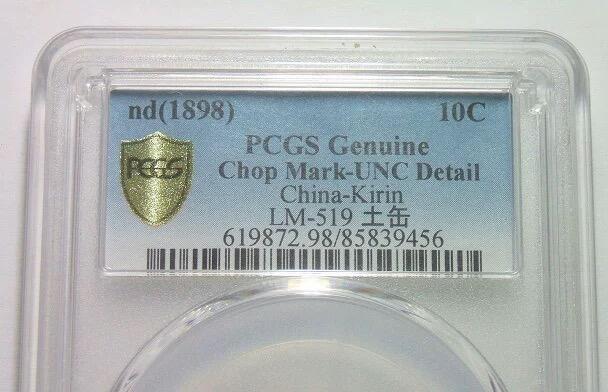 nd(1898) 10C
PCGS Genuine
PCGS
Chop Mark-UNC Detail
China-Kirin
LM-519 土缶
619872.98/85839456